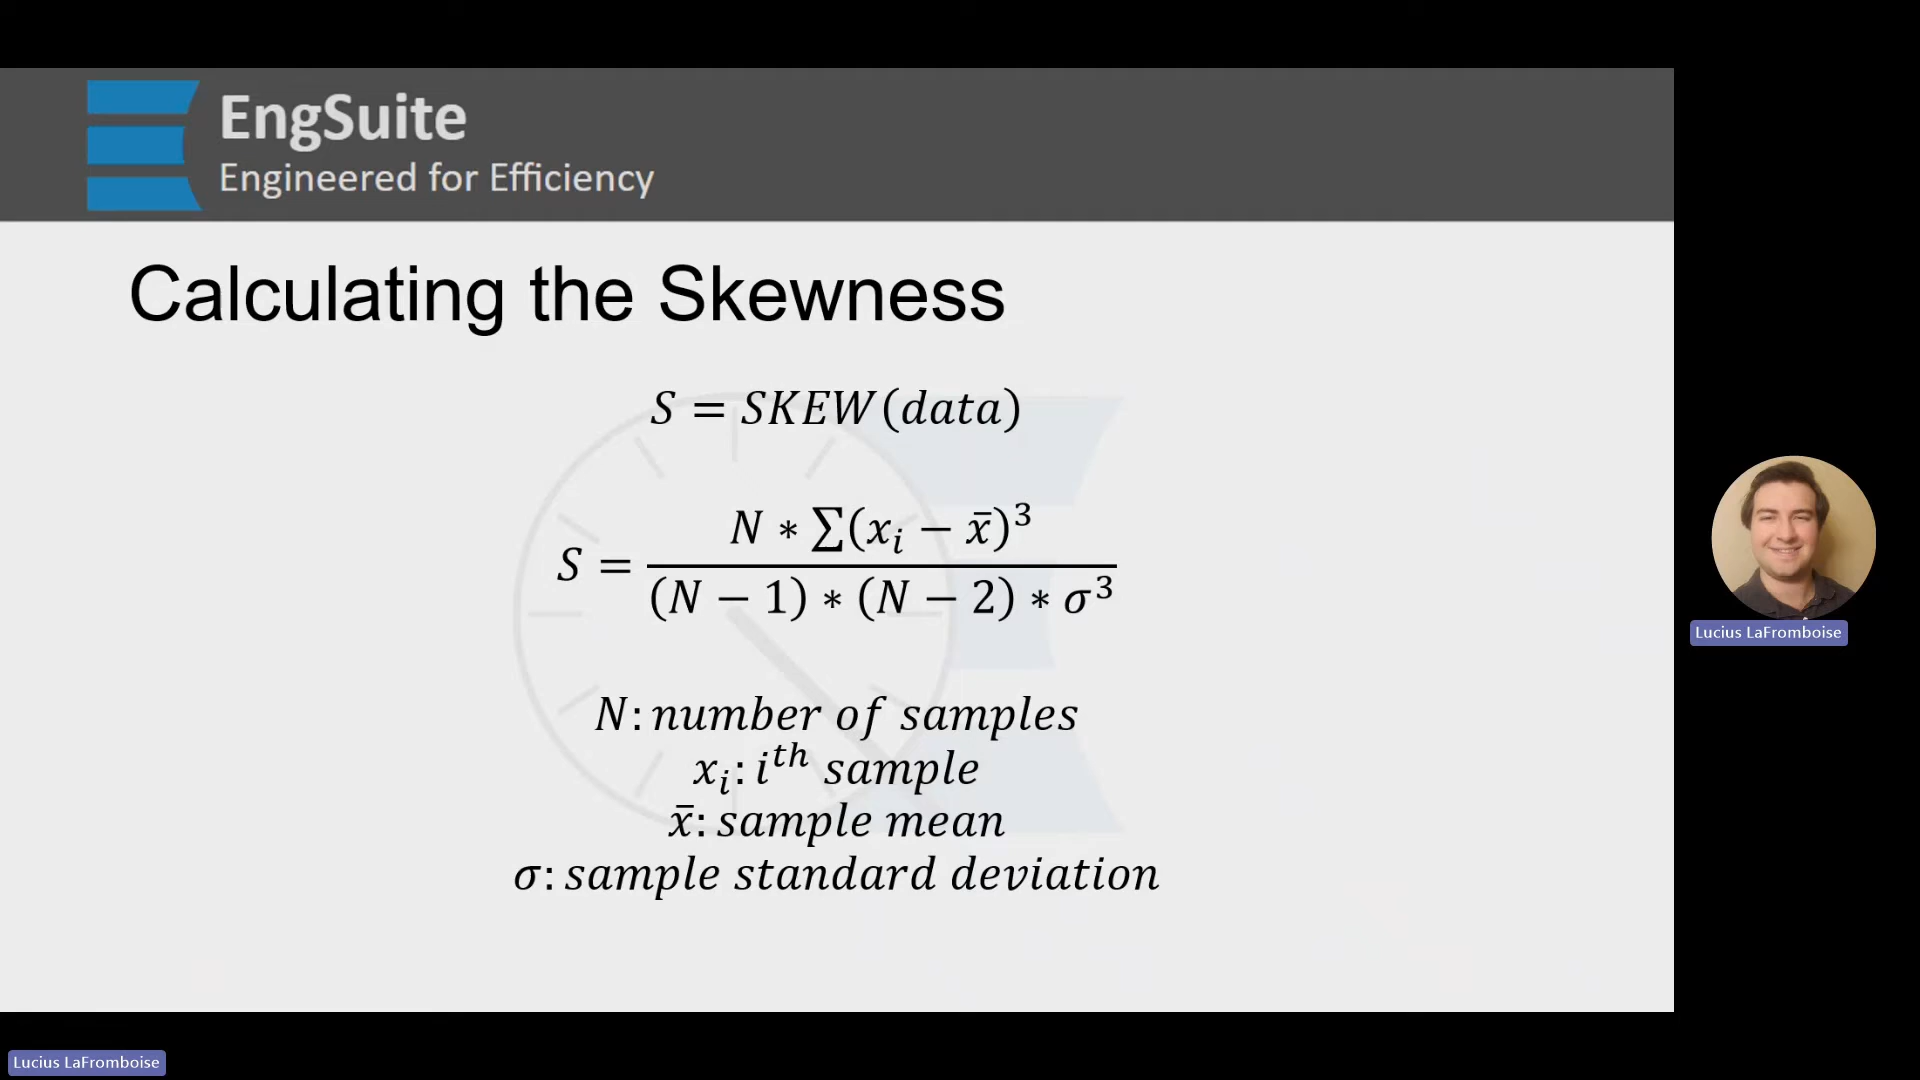 EngSuite
Engineered for Efficiency
Calculating the Skewness
S = SKEW(data)
S = N * ∑(xᵢ − x̄)³ / (N − 1) * (N − 2) * σ³
N: number of samples
xᵢ: iᵗʰ sample
x̄: sample mean
σ: sample standard deviation
Lucius LaFromboise
Lucius LaFromboise